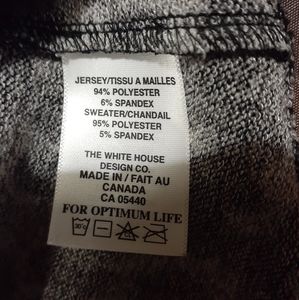 JERSEY/TISSU A MAILLES
94% POLYESTER
6% SPANDEX
SWEATER/CHANDAIL
95% POLYESTER
5% SPANDEX
THE WHITE HOUSE
DESIGN CO.
MADE IN / FAIT AU
CANADA
CA 05440
FOR OPTIMUM LIFE